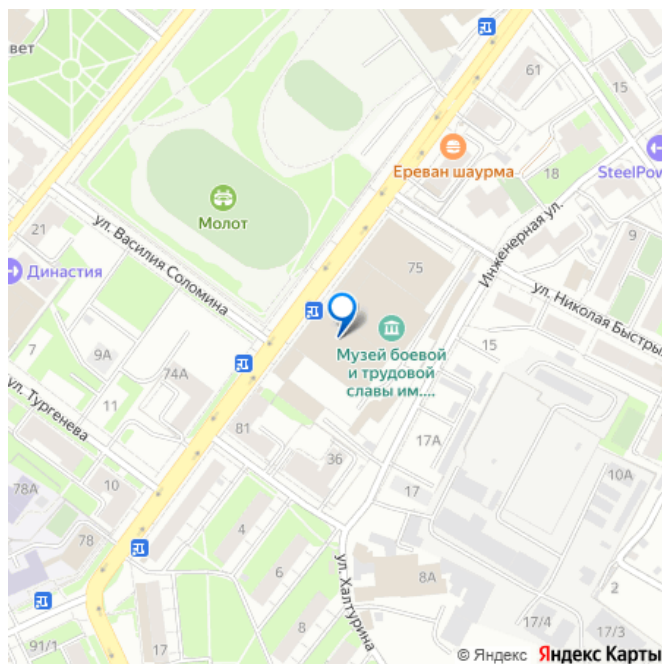 вет
61
15
Ереван шаурма
SteelPow
18
Молот
21
ул. Василия Соломина
Инженерная ул.
9
75
Династия
ул. Николая Быстры
7
9А
74А
Музей боевой
и трудовой
славы им....
15
ул. Тургенева
11
81
17А
36
10А
78А
10
17
4
78
6
ул. Халтурина
8А
2
8
17/4
17/3
91/1
17
© Яндекс Яндекс Карты